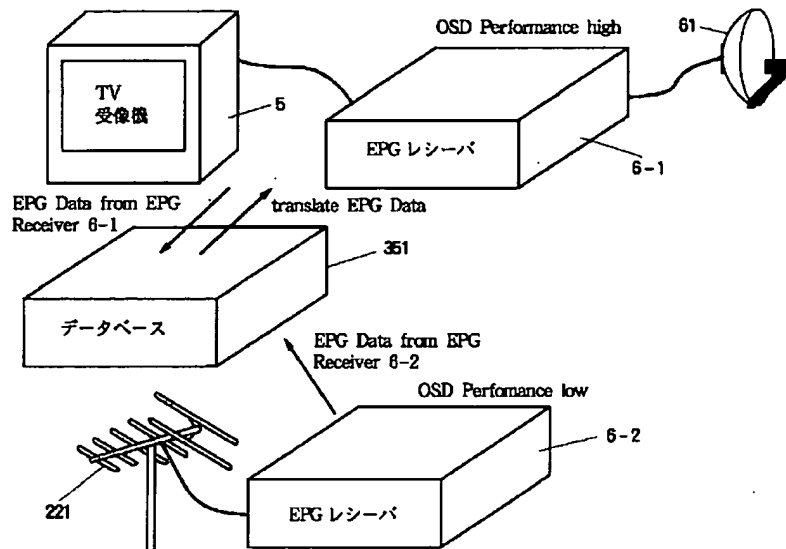 OSD Performance high
61
TV
受像機
5
EPG レシーバ
6-1
EPG Data from EPG
Receiver 6-1
translate EPG Data
351
データベース
EPG Data from EPG
Receiver 6-2
OSD Perfomance low
6-2
221
EPG レシーバ